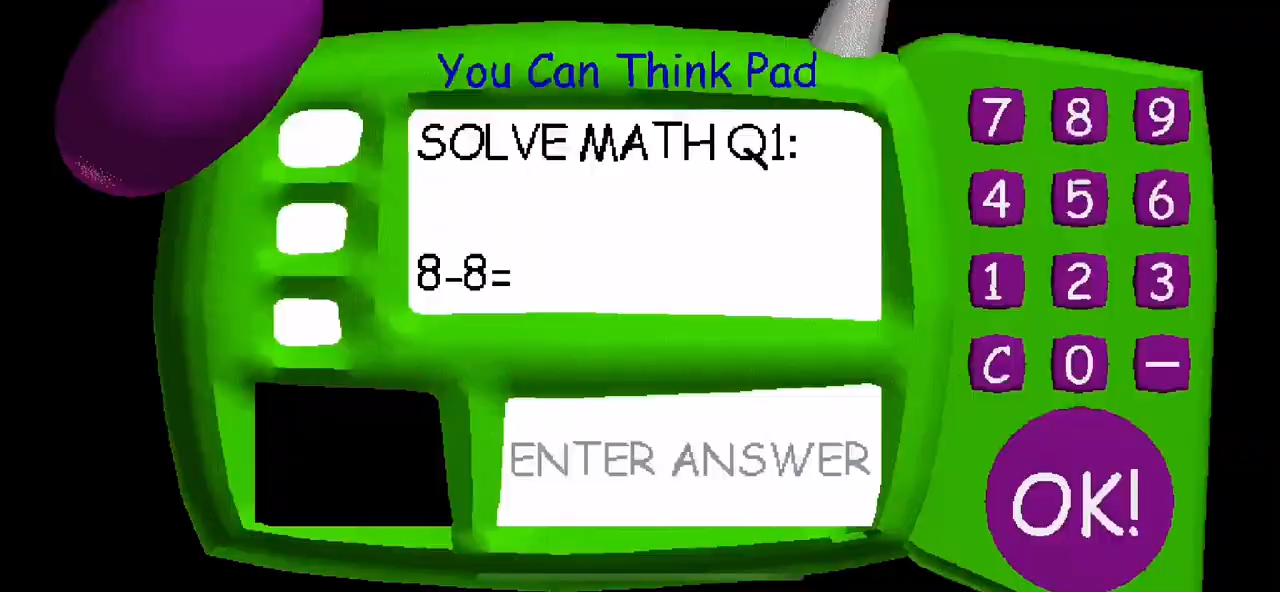 You Can Think Pad
SOLVE MATH Q1:
8-8=
ENTER ANSWER
7 8 9
4 5 6
1 2 3
C 0 −
OK!